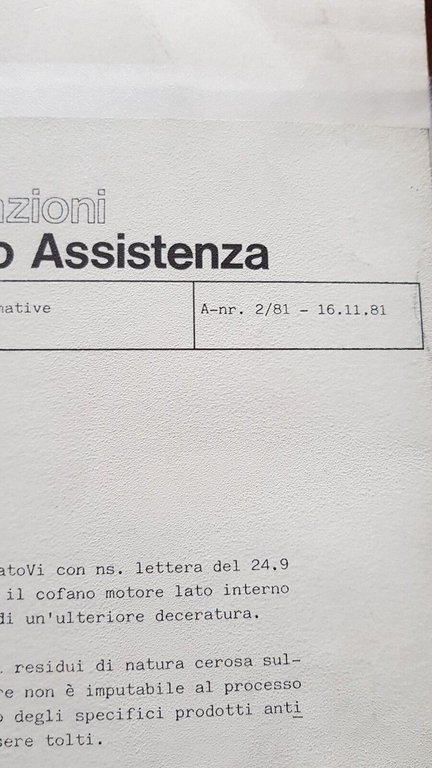 zioni
o Assistenza
mative
A-nr. 2/81 - 16.11.81
atoVi con ns. lettera del 24.9
il cofano motore lato interno
di un'ulteriore deceratura.
residui di natura cerosa sul-
re non è imputabile al processo
o degli specifici prodotti anti
sere tolti.